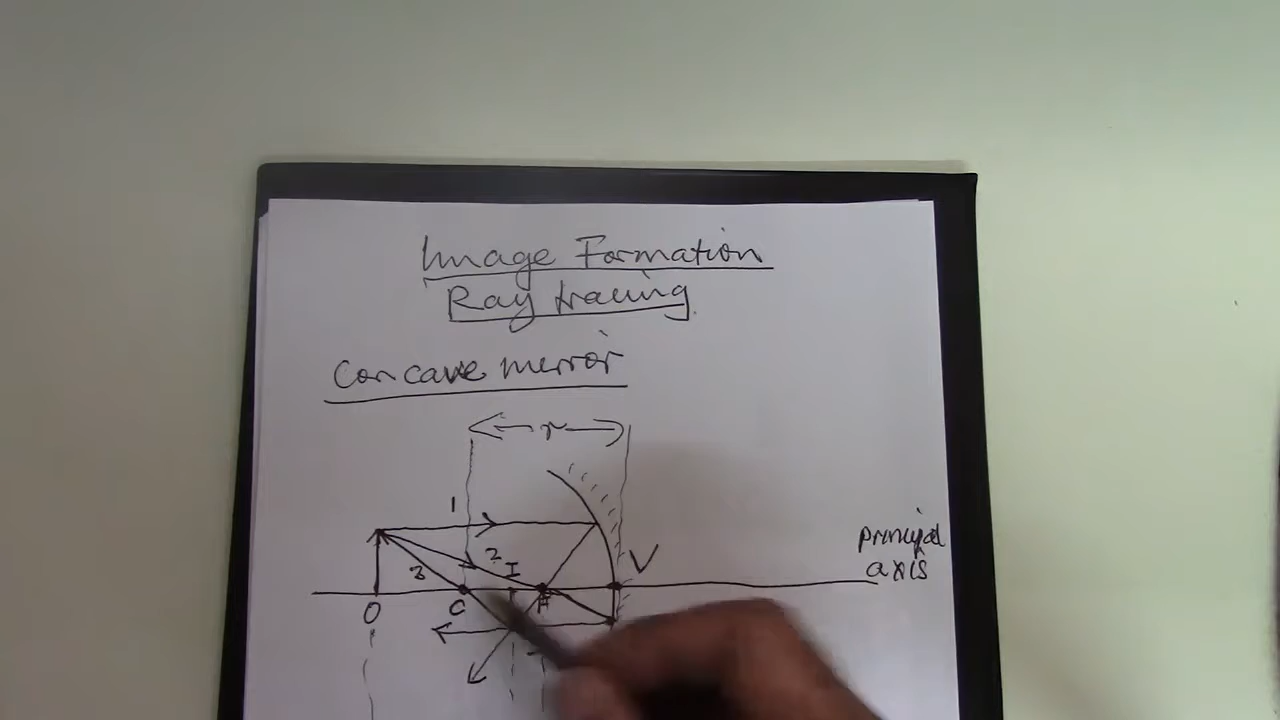 Image Formation
Ray tracing
Concave mirror
r
1
V
principal
axis
2
I
3
O
C
F